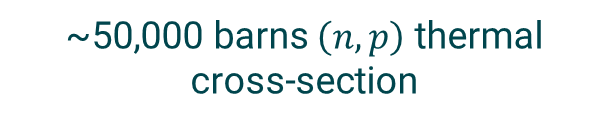 ~50,000 barns (n, p) thermal
cross-section